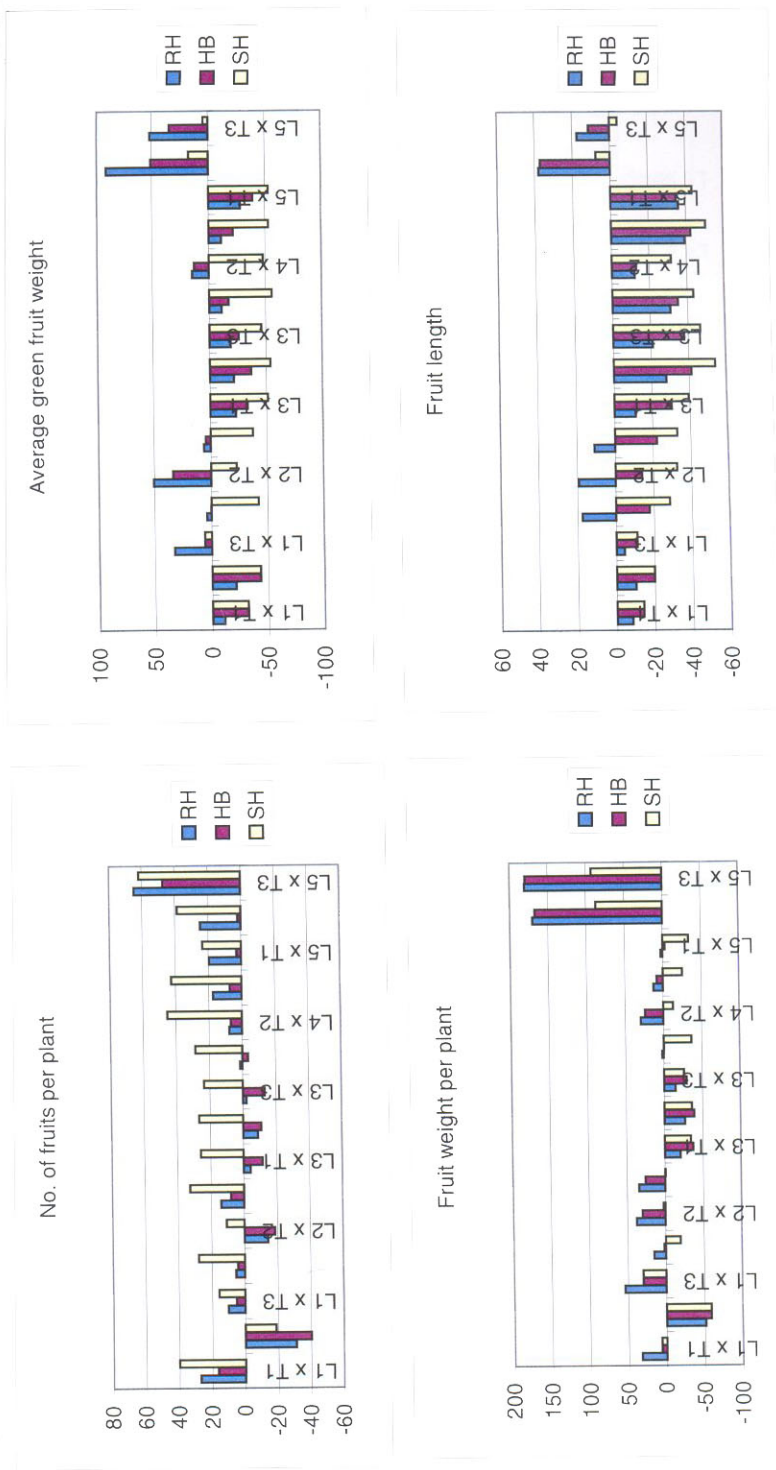 Average green fruit weight
100
50
0
-50
-100
L1 x T1
L1 x T3
L2 x T2
L3 x T1
L3 x T3
L4 x T2
L5 x T1
L5 x T3
RH
HB
SH
Fruit length
60
40
20
0
-20
-40
-60
L1 x T1
L1 x T3
L2 x T2
L3 x T1
L3 x T3
L4 x T2
L5 x T1
L5 x T3
RH
HB
SH
No. of fruits per plant
80
60
40
20
0
-20
-40
-60
L1 x T1
L1 x T3
L2 x T2
L3 x T1
L3 x T3
L4 x T2
L5 x T1
L5 x T3
RH
HB
SH
Fruit weight per plant
200
150
100
50
0
-50
-100
L1 x T1
L1 x T3
L2 x T2
L3 x T1
L3 x T3
L4 x T2
L5 x T1
L5 x T3
RH
HB
SH